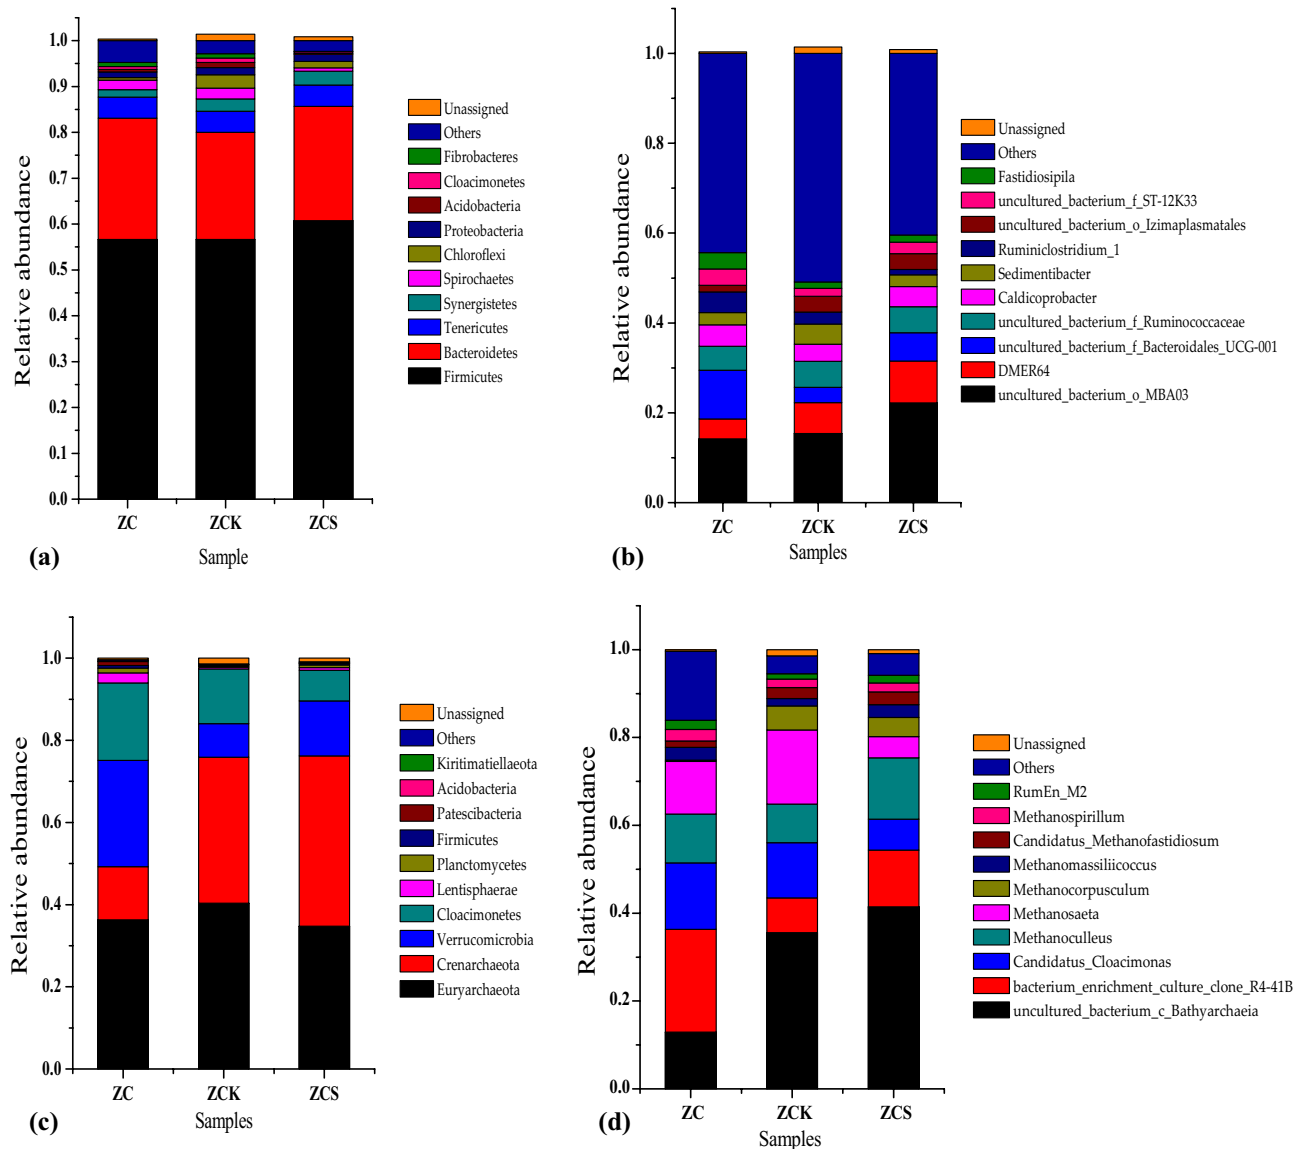 Relative abundance
1.0
0.9
0.8
0.7
0.6
0.5
0.4
0.3
0.2
0.1
0.0
ZC ZCK ZCS
Sample
(a)
Unassigned
Others
Fibrobacteres
Cloacimonetes
Acidobacteria
Proteobacteria
Chloroflexi
Spirochaetes
Synergistetes
Tenericutes
Bacteroidetes
Firmicutes
Relative abundance
1.0
0.8
0.6
0.4
0.2
0.0
ZC ZCK ZCS
Samples
(b)
Unassigned
Others
Fastidiosipila
uncultured_bacterium_f_ST-12K33
uncultured_bacterium_o_Izimaplasmatales
Ruminiclostridium_1
Sedimentibacter
Caldicoprobacter
uncultured_bacterium_f_Ruminococcaceae
uncultured_bacterium_f_Bacteroidales_UCG-001
DMER64
uncultured_bacterium_o_MBA03
Relative abundance
1.0
0.8
0.6
0.4
0.2
0.0
ZC ZCK ZCS
Samples
(c)
Unassigned
Others
Kiritimatiellaeota
Acidobacteria
Patescibacteria
Firmicutes
Planctomycetes
Lentisphaerae
Cloacimonetes
Verrucomicrobia
Crenarchaeota
Euryarchaeota
Relative abundance
1.0
0.8
0.6
0.4
0.2
0.0
ZC ZCK ZCS
Samples
(d)
Unassigned
Others
RumEn_M2
Methanospirillum
Candidatus_Methanofastidiosum
Methanomassiliicoccus
Methanocorpusculum
Methanosaeta
Methanoculleus
Candidatus_Cloacimonas
bacterium_enrichment_culture_clone_R4-41B
uncultured_bacterium_c_Bathyarchaeia